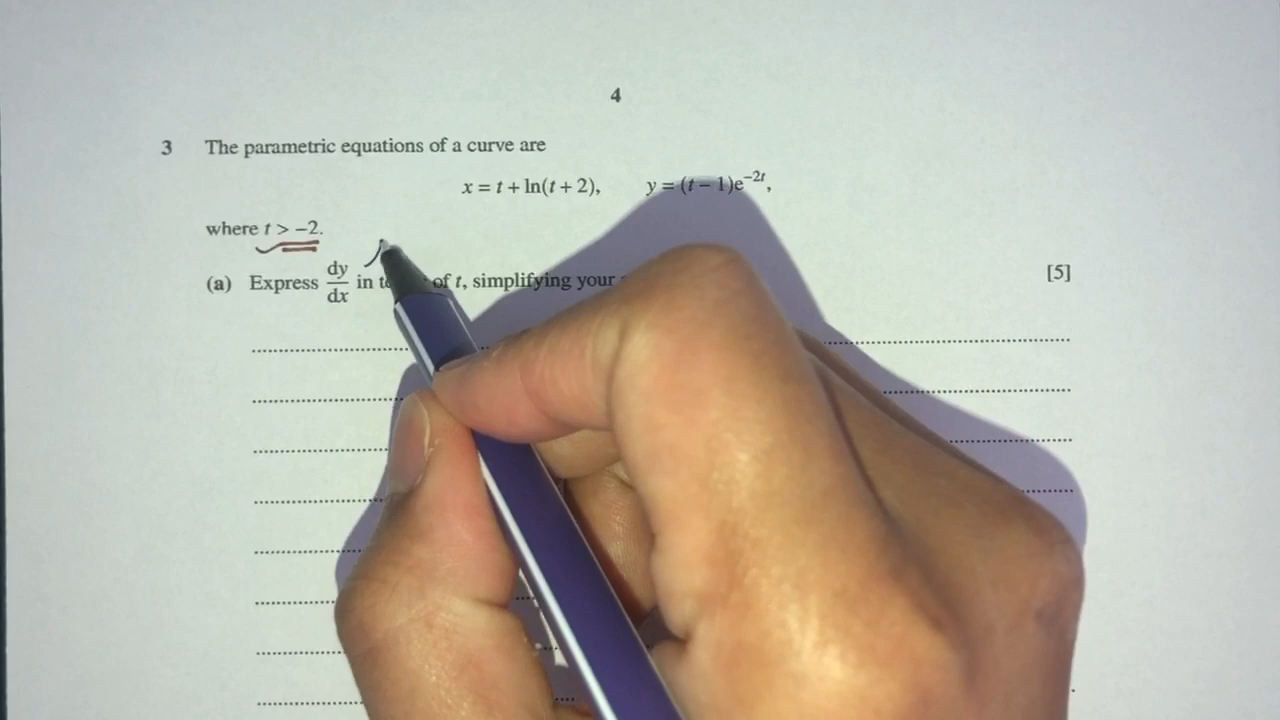 4
3 The parametric equations of a curve are
x = t + ln(t + 2), y = (t − 1)e^{−2t},
where t > −2.
(a) Express dy/dx in of t, simplifying your [5]